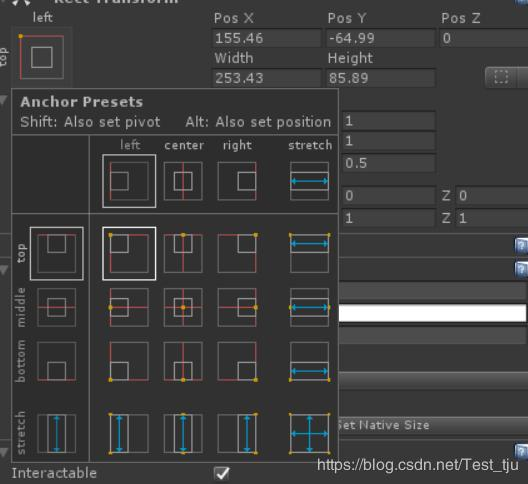 Rect Transform
left
Pos X Pos Y Pos Z
top
155.46 -64.99 0
Width Height
253.43 85.89
Anchor Presets
Shift: Also set pivot Alt: Also set position
1
left center right stretch
1
0.5
0 Z 0
1 Z 1
top
middle
bottom
stretch
Set Native Size
Interactable
https://blog.csdn.net/Test_tju